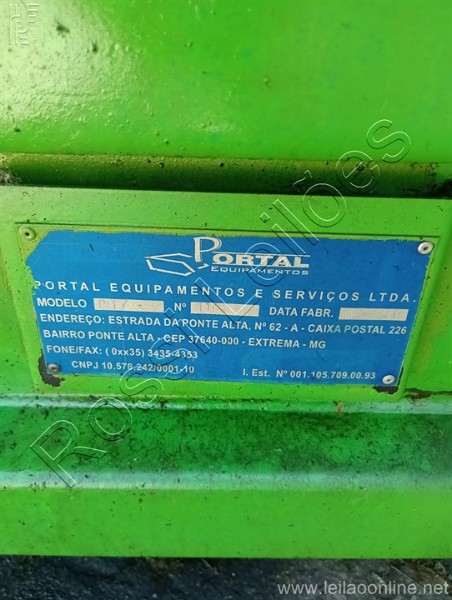 PORTAL
EQUIPAMENTOS
PORTAL EQUIPAMENTOS E SERVIÇOS LTDA.
MODELO Nº DATA FABR.
ENDEREÇO: ESTRADA DA PONTE ALTA, Nº 62 - A - CAIXA POSTAL 226
BAIRRO PONTE ALTA - CEP 37640-000 - EXTREMA - MG
FONE/FAX: ( 0xx35) 3435-4353
CNPJ 10.578.242/0001-10 I. Est. Nº 001.105.709.00.93
Rossi Leilões
www.leilaoonline.net